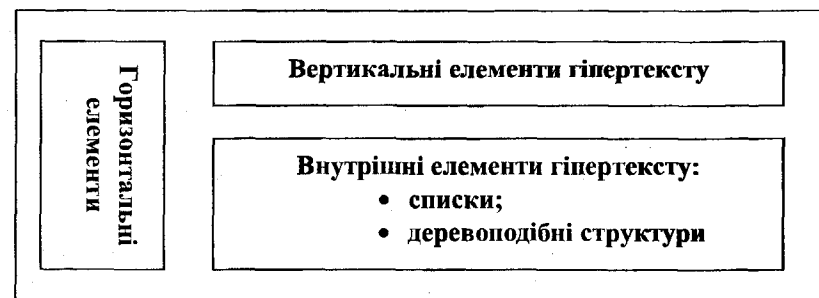 Горизонтальні
елементи
Вертикальні елементи гіпертексту
Внутрішні елементи гіпертексту:
• списки;
• деревоподібні структури